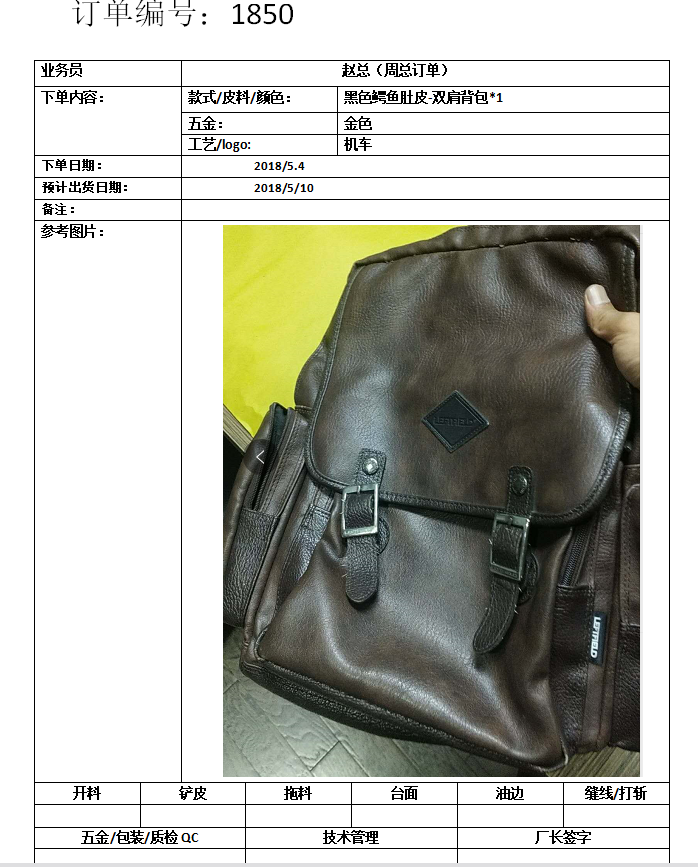 订单编号：1850
业务员 赵总（周总订单）
下单内容： 款式/皮料/颜色： 黑色鳄鱼肚皮-双肩背包*1
五金： 金色
工艺/logo: 机车
下单日期： 2018/5.4
预计出货日期： 2018/5/10
备注：
参考图片：
LEFTFIELD
LEFTFIELD
开料 铲皮 拖料 台面 油边 缝线/打斩
五金/包装/质检 QC 技术管理 厂长签字